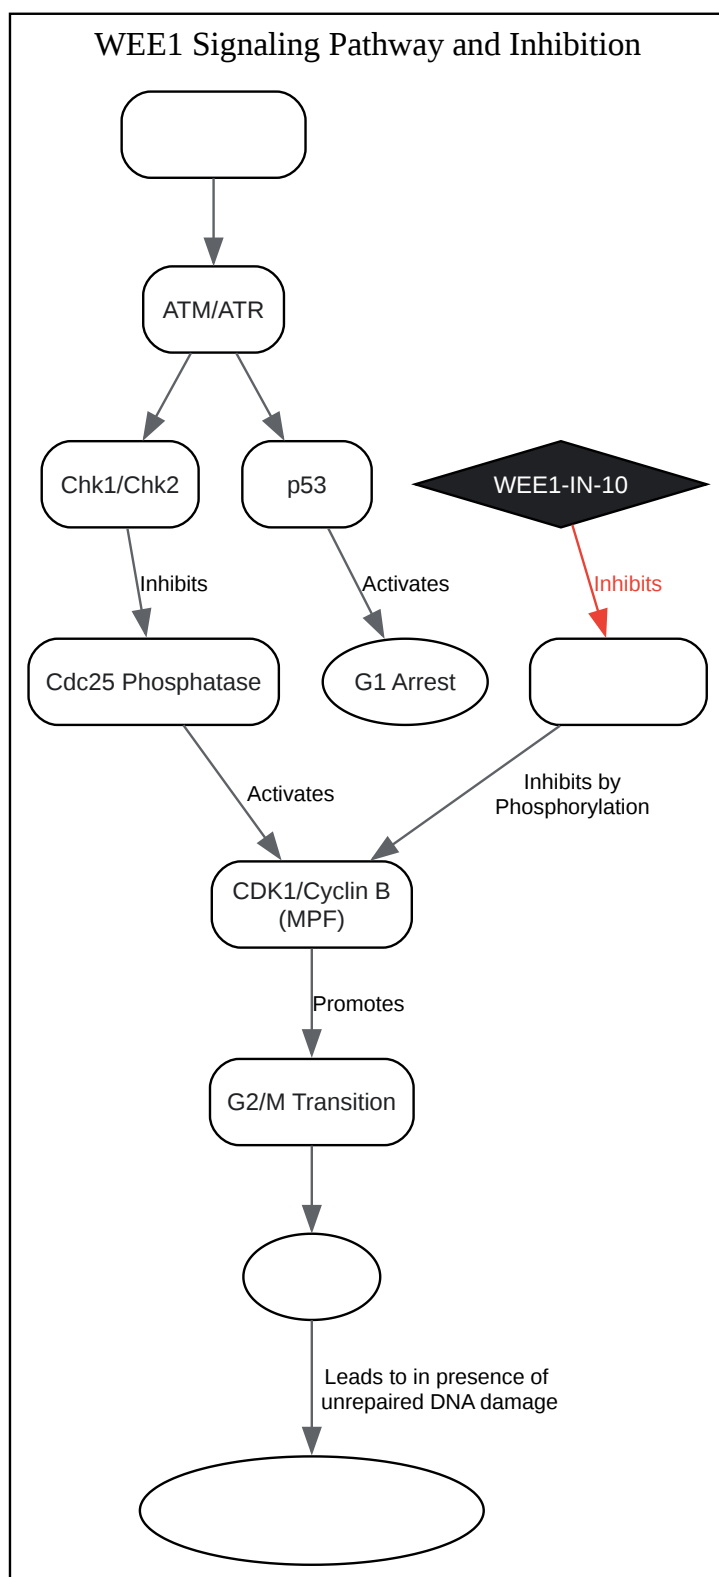 WEE1 Signaling Pathway and Inhibition
ATM/ATR
Chk1/Chk2
p53
WEE1-IN-10
Inhibits
Activates
Inhibits
Cdc25 Phosphatase
G1 Arrest
Activates
Inhibits by
Phosphorylation
CDK1/Cyclin B
(MPF)
Promotes
G2/M Transition
Leads to in presence of
unrepaired DNA damage